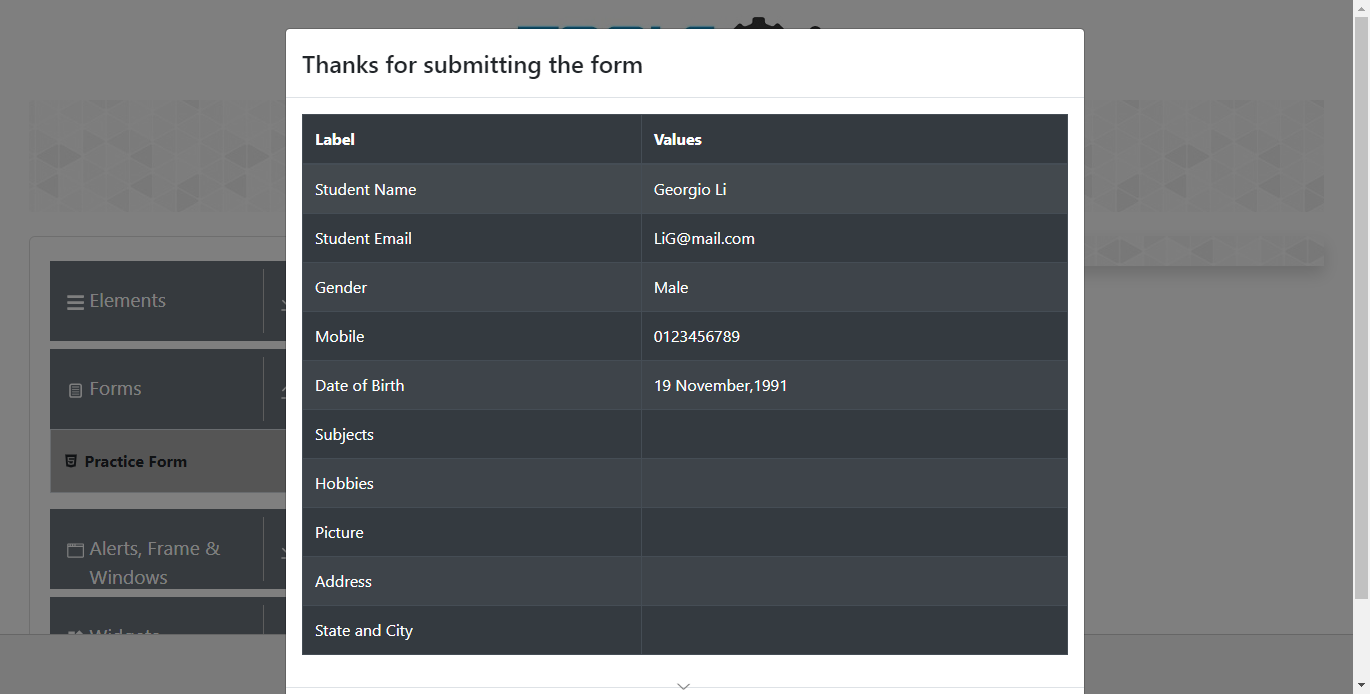 Thanks for submitting the form
Label Values
Student Name Georgio Li
Student Email LiG@mail.com
Gender Male
Mobile 0123456789
Date of Birth 19 November,1991
Subjects
Hobbies
Picture
Address
State and City
Elements
Forms
Practice Form
Alerts, Frame &
Windows
Widgets